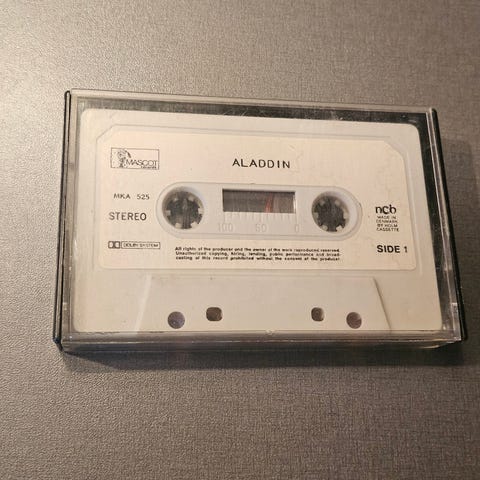 MASCOT
ALADDIN
MKA 525
STEREO
100 50
DOLBY SYSTEM
ncb
MADE IN
DENMARK
BY HOLM
CASSETTE
SIDE 1
All rights of the producer and the owner of the work reproduced reserved.
Unauthorized copying, hiring, lending, public performance and broad-
casting of this record prohibited without the consent of the producer.